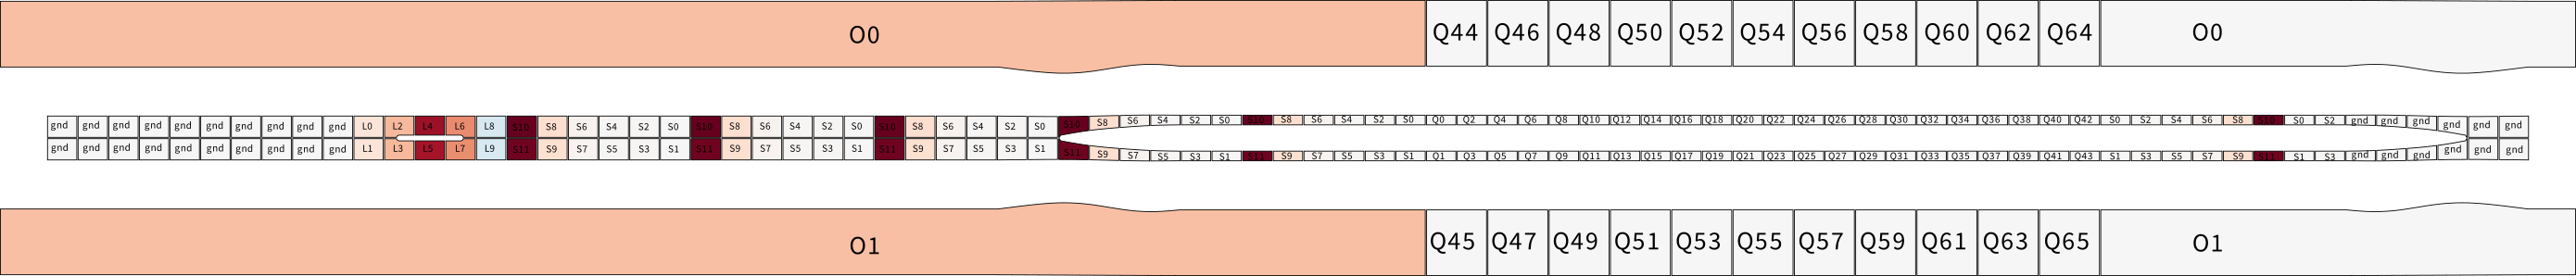 O0 Q44 Q46 Q48 Q50 Q52 Q54 Q56 Q58 Q60 Q62 Q64 O0
gnd gnd gnd gnd gnd gnd gnd gnd gnd gnd L0 L2 L4 L6 L8 S10 S8 S6 S4 S2 S0 S10 S8 S6 S4 S2 S0 S10 S8 S6 S4 S2 S0 S10 S8 S6 S4 S2 S0 S10 S8 S6 S4 S2 S0 Q0 Q2 Q4 Q6 Q8 Q10 Q12 Q14 Q16 Q18 Q20 Q22 Q24 Q26 Q28 Q30 Q32 Q34 Q36 Q38 Q40 Q42 S0 S2 S4 S6 S8 S10 S0 S2 gnd gnd gnd gnd gnd gnd
gnd gnd gnd gnd gnd gnd gnd gnd gnd gnd L1 L3 L5 L7 L9 S11 S9 S7 S5 S3 S1 S11 S9 S7 S5 S3 S1 S11 S9 S7 S5 S3 S1 S11 S9 S7 S5 S3 S1 S11 S9 S7 S5 S3 S1 Q1 Q3 Q5 Q7 Q9 Q11 Q13 Q15 Q17 Q19 Q21 Q23 Q25 Q27 Q29 Q31 Q33 Q35 Q37 Q39 Q41 Q43 S1 S3 S5 S7 S9 S11 S1 S3 gnd gnd gnd gnd gnd gnd
O1 Q45 Q47 Q49 Q51 Q53 Q55 Q57 Q59 Q61 Q63 Q65 O1